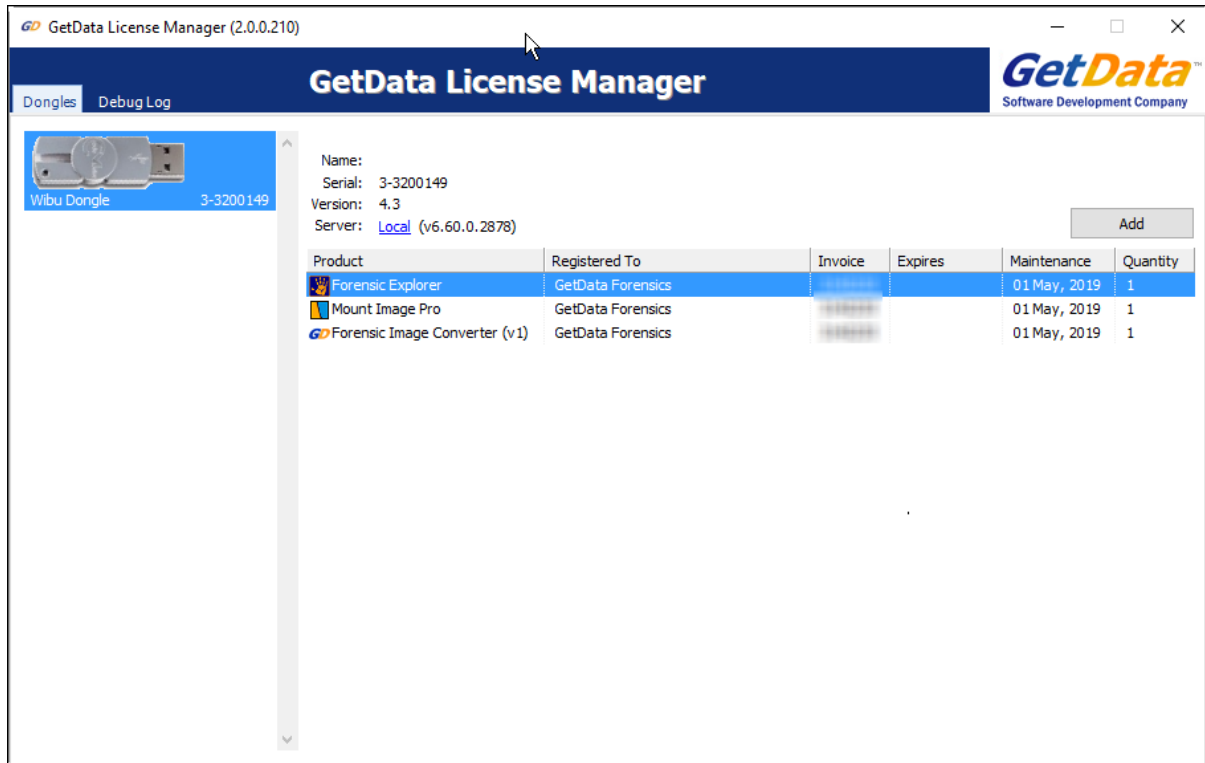 GD GetData License Manager (2.0.0.210)
GetData License Manager
GetData™
Software Development Company
Dongles Debug Log
Wibu Dongle 3-3200149
Name:
Serial: 3-3200149
Version: 4.3
Server: Local (v6.60.0.2878)
Add
Product Registered To Invoice Expires Maintenance Quantity
Forensic Explorer GetData Forensics 01 May, 2019 1
Mount Image Pro GetData Forensics 01 May, 2019 1
GD Forensic Image Converter (v1) GetData Forensics 01 May, 2019 1